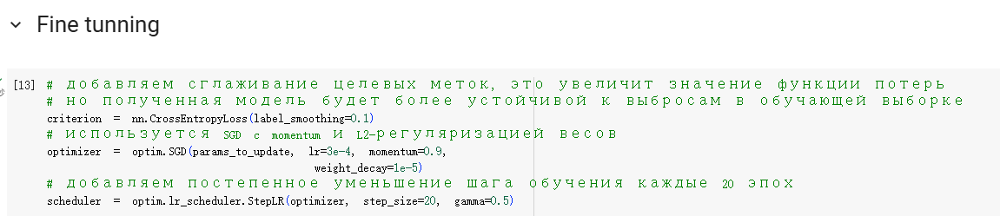 Fine tunning
[13] # добавляем сглаживание целевых меток, это увеличит значение функции потерь
# но полученная модель будет более устойчивой к выбросам в обучающей выборке
criterion = nn.CrossEntropyLoss(label_smoothing=0.1)
# используется SGD с momentum и L2-регуляризацией весов
optimizer = optim.SGD(params_to_update, lr=3e-4, momentum=0.9,
weight_decay=1e-5)
# добавляем постепенное уменьшение шага обучения каждые 20 эпох
scheduler = optim.lr_scheduler.StepLR(optimizer, step_size=20, gamma=0.5)